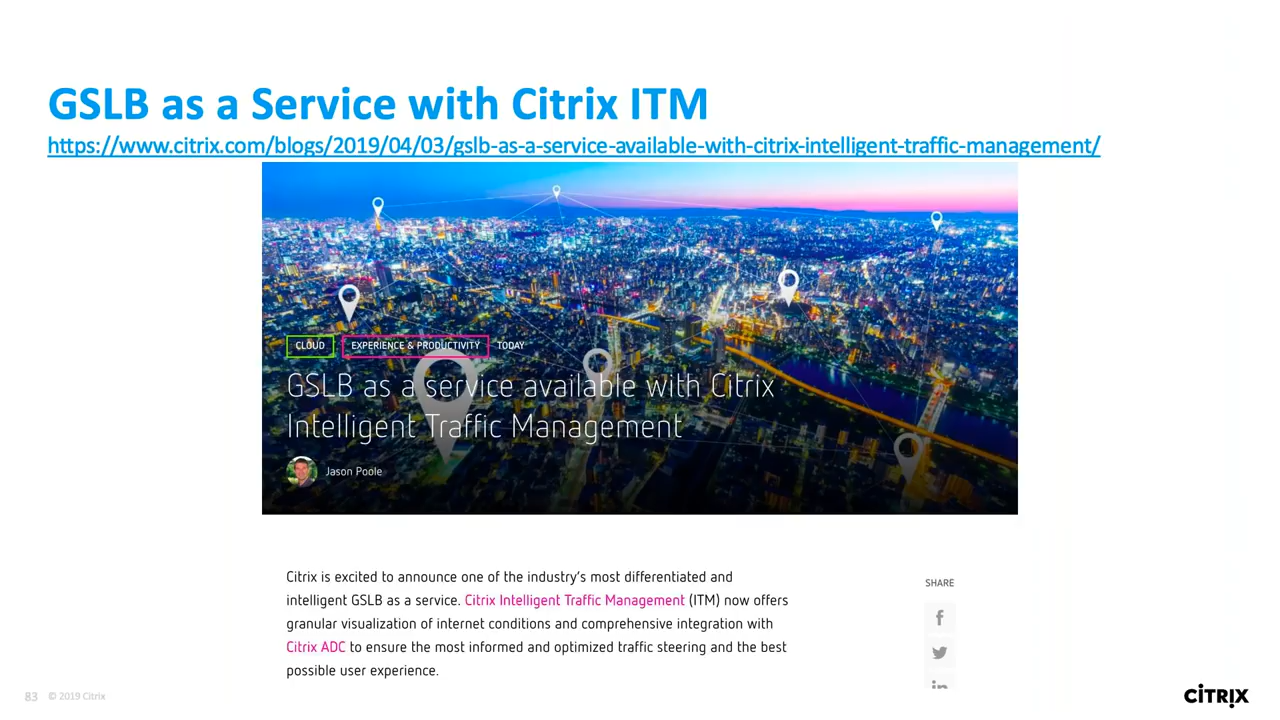 GSLB as a Service with Citrix ITM
https://www.citrix.com/blogs/2019/04/03/gslb-as-a-service-available-with-citrix-intelligent-traffic-management/
CLOUD EXPERIENCE & PRODUCTIVITY TODAY
GSLB as a service available with Citrix
Intelligent Traffic Management
Jason Poole
Citrix is excited to announce one of the industry's most differentiated and
intelligent GSLB as a service. Citrix Intelligent Traffic Management (ITM) now offers
granular visualization of internet conditions and comprehensive integration with
Citrix ADC to ensure the most informed and optimized traffic steering and the best
possible user experience.
SHARE
83 © 2019 Citrix
CITRIX